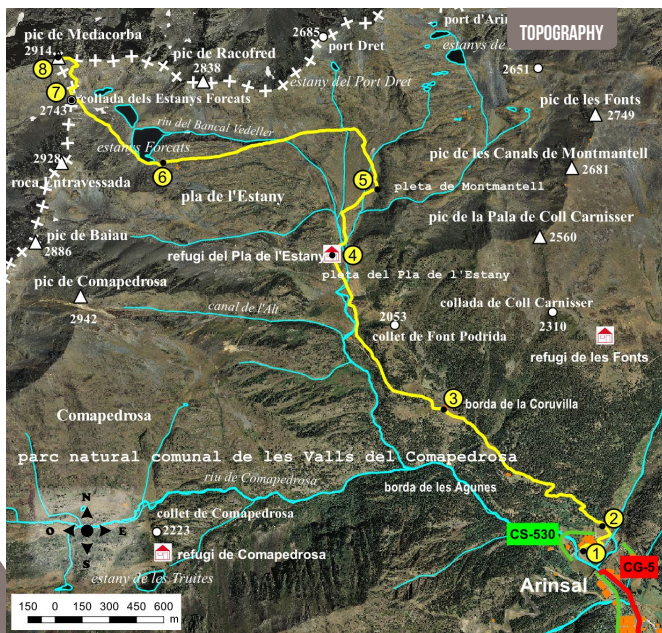 TOPOGRAPHY
pic de Medacorba
2914
8
7
2743
collada dels Estanys Forcats
pic de Racofred
2838
2685
port Dret
estany del Port Dret
port d'Arin
estanys de
2651
pic de les Fonts
2749
riu del Bancal Vedeller
estanys Forcats
pic de les Canals de Montmantell
2681
2928
roca Entravessada
6
5
pla de l'Estany
pleta de Montmantell
pic de la Pala de Coll Carnisser
2560
pic de Baiau
2886
refugi del Pla de l'Estany
4
pleta del Pla de l'Estany
pic de Comapedrosa
2942
canal de l'Alt
2053
collet de Font Podrida
collada de Coll Carnisser
2310
refugi de les Fonts
3
borda de la Coruvilla
Comapedrosa
parc natural comunal de les Valls del Comapedrosa
riu de Comapedrosa
borda de les Agunes
N
O
E
S
collet de Comapedrosa
2223
refugi de Comapedrosa
estany de les Truites
2
CS-530
1
CG-5
Arinsal
150 0 150 300 450 600
m